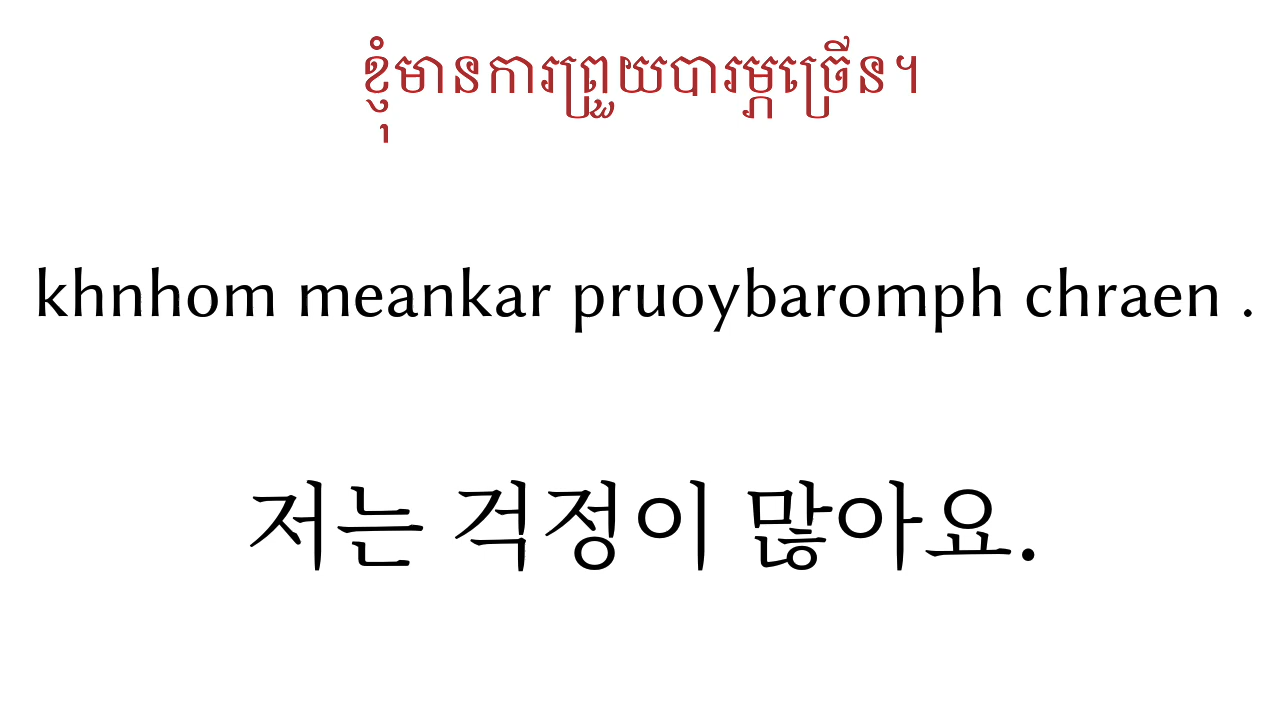 ខ្ញុំមានការព្រួយបារម្ភច្រើន។
khnhom meankar pruoybaromph chraen .
저는 걱정이 많아요.